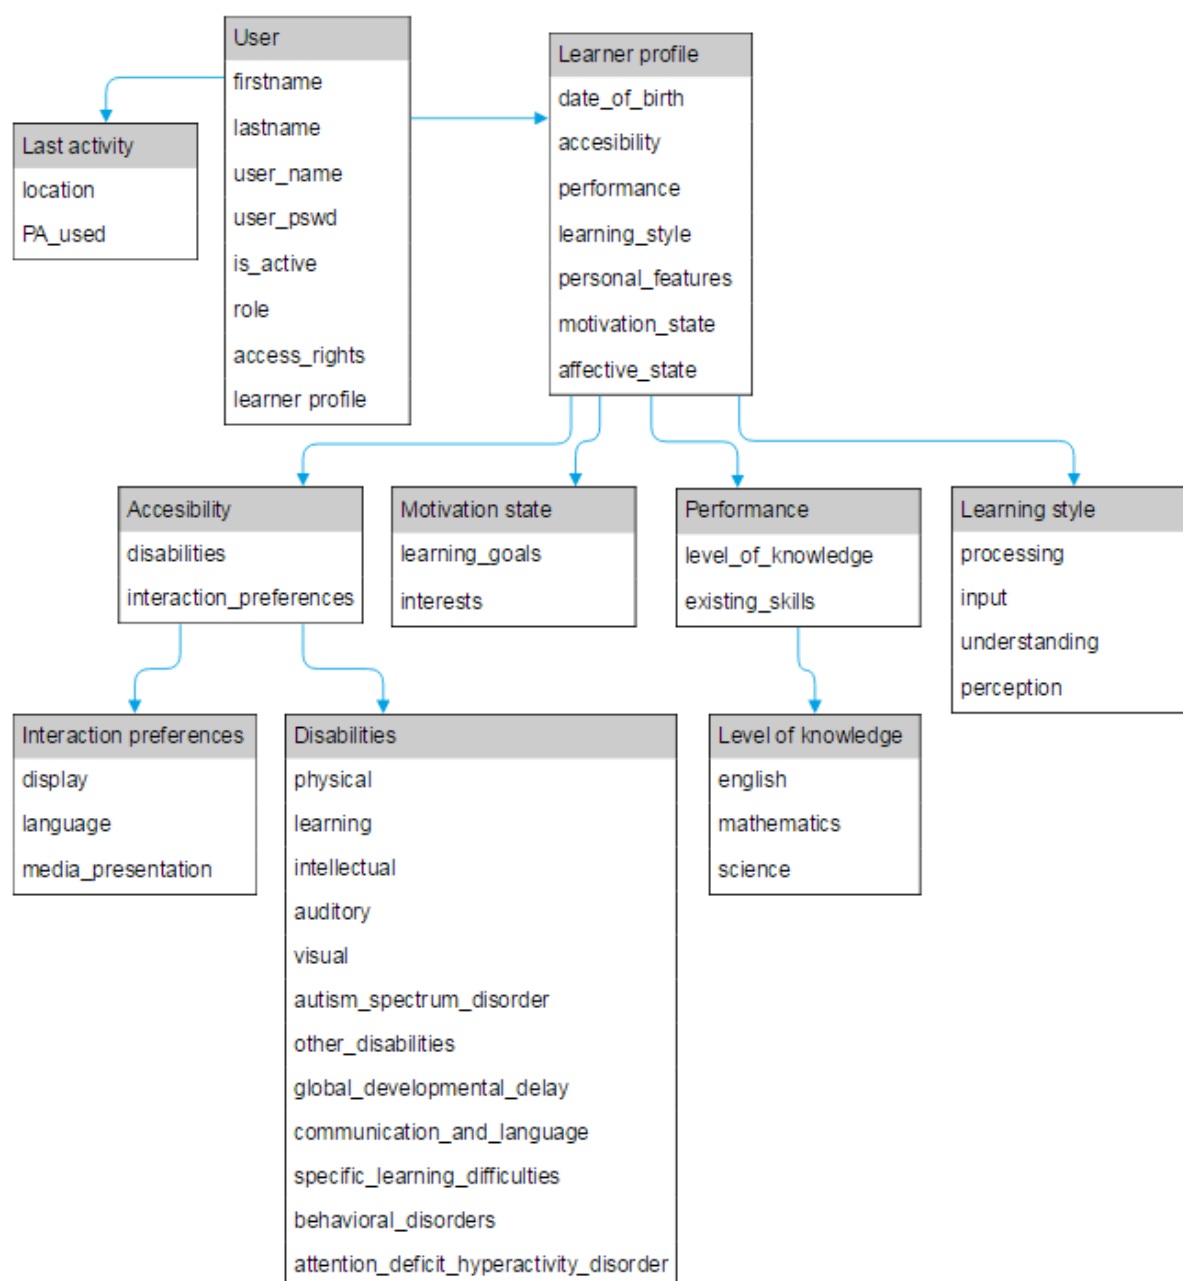 User
firstname
lastname
user_name
user_pswd
is_active
role
access_rights
learner profile
Learner profile
date_of_birth
accesibility
performance
learning_style
personal_features
motivation_state
affective_state
Last activity
location
PA_used
Accesibility
disabilities
interaction_preferences
Motivation state
learning_goals
interests
Performance
level_of_knowledge
existing_skills
Learning style
processing
input
understanding
perception
Interaction preferences
display
language
media_presentation
Disabilities
physical
learning
intellectual
auditory
visual
autism_spectrum_disorder
other_disabilities
global_developmental_delay
communication_and_language
specific_learning_difficulties
behavioral_disorders
attention_deficit_hyperactivity_disorder
Level of knowledge
english
mathematics
science